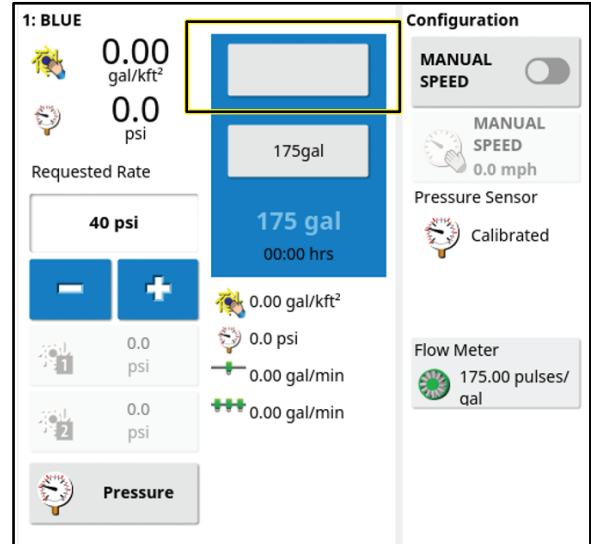 1: BLUE
0.00
gal/kft²
0.0
psi
Requested Rate
40 psi
0.0
psi
1
0.0
psi
2
Pressure
175gal
175 gal
00:00 hrs
0.00 gal/kft²
0.0 psi
0.00 gal/min
0.00 gal/min
Configuration
MANUAL
SPEED
MANUAL
SPEED
0.0 mph
Pressure Sensor
Calibrated
Flow Meter
175.00 pulses/
gal